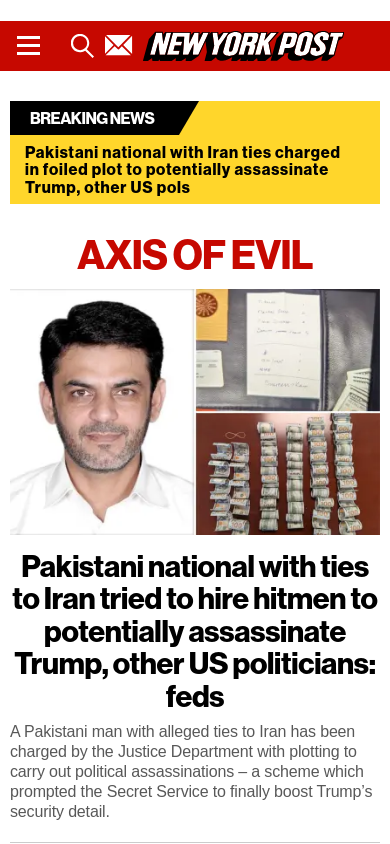 NEW YORK POST
BREAKING NEWS
Pakistani national with Iran ties charged
in foiled plot to potentially assassinate
Trump, other US pols
AXIS OF EVIL
Pakistani national with ties
to Iran tried to hire hitmen to
potentially assassinate
Trump, other US politicians:
feds
A Pakistani man with alleged ties to Iran has been
charged by the Justice Department with plotting to
carry out political assassinations – a scheme which
prompted the Secret Service to finally boost Trump’s
security detail.